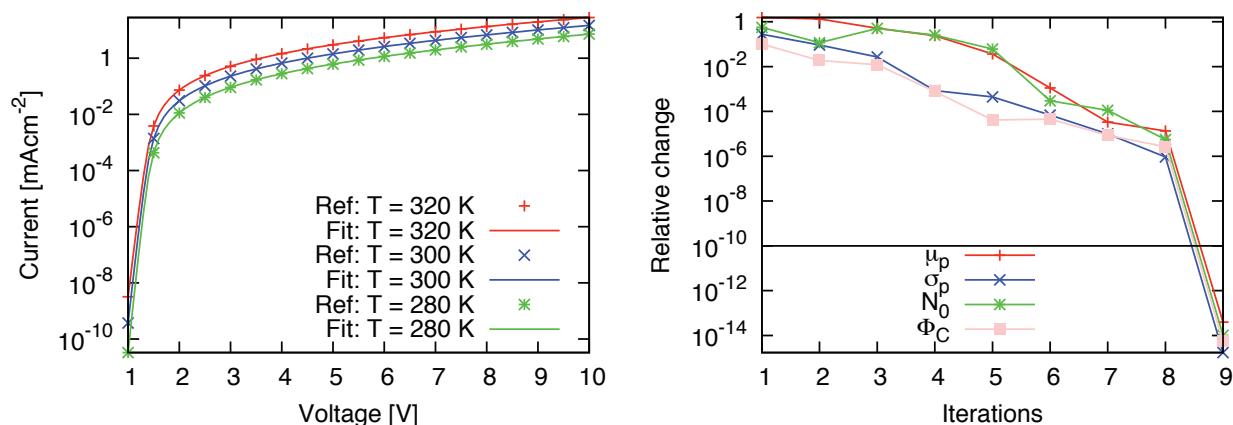 Current [mAcm⁻²]
1
10⁻²
10⁻⁴
10⁻⁶
10⁻⁸
10⁻¹⁰
Ref: T = 320 K
Fit: T = 320 K
Ref: T = 300 K
Fit: T = 300 K
Ref: T = 280 K
Fit: T = 280 K
1 2 3 4 5 6 7 8 9 10
Voltage [V]
Relative change
1
10⁻²
10⁻⁴
10⁻⁶
10⁻⁸
10⁻¹⁰
10⁻¹²
10⁻¹⁴
μₚ
σₚ
N₀
Φ_C
1 2 3 4 5 6 7 8 9
Iterations